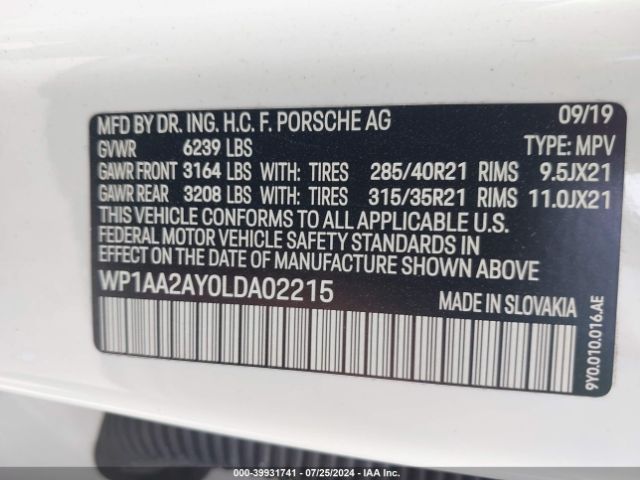 MFD BY DR. ING. H.C. F. PORSCHE AG 09/19
GVWR 6239 LBS TYPE: MPV
GAWR FRONT 3164 LBS WITH: TIRES 285/40R21 RIMS 9.5JX21
GAWR REAR 3208 LBS WITH: TIRES 315/35R21 RIMS 11.0JX21
THIS VEHICLE CONFORMS TO ALL APPLICABLE U.S.
FEDERAL MOTOR VEHICLE SAFETY STANDARDS IN
EFFECT ON THE DATE OF MANUFACTURE SHOWN ABOVE.
WP1AA2AY0LDA02215 MADE IN SLOVAKIA
9Y0.010.016.AE
000-39931741 / 07/25/2024 - IAA Inc.